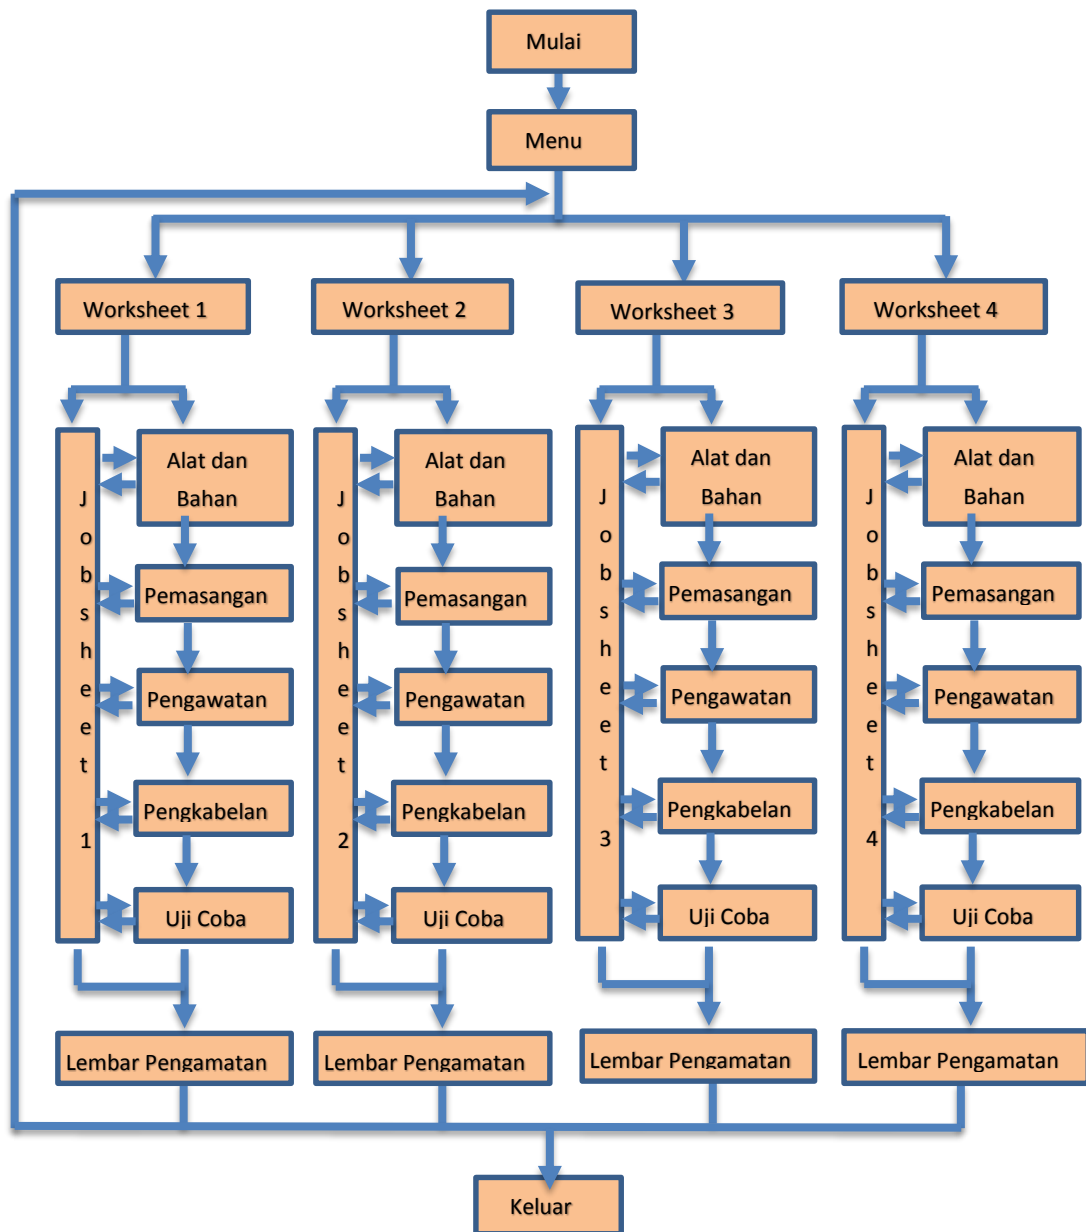 Mulai
Menu
Worksheet 1
Worksheet 2
Worksheet 3
Worksheet 4
Jobsheet 1
Alat dan
Bahan
Pemasangan
Pengawatan
Pengkabelan
Uji Coba
Jobsheet 2
Alat dan
Bahan
Pemasangan
Pengawatan
Pengkabelan
Uji Coba
Jobsheet 3
Alat dan
Bahan
Pemasangan
Pengawatan
Pengkabelan
Uji Coba
Jobsheet 4
Alat dan
Bahan
Pemasangan
Pengawatan
Pengkabelan
Uji Coba
Lembar Pengamatan
Lembar Pengamatan
Lembar Pengamatan
Lembar Pengamatan
Keluar